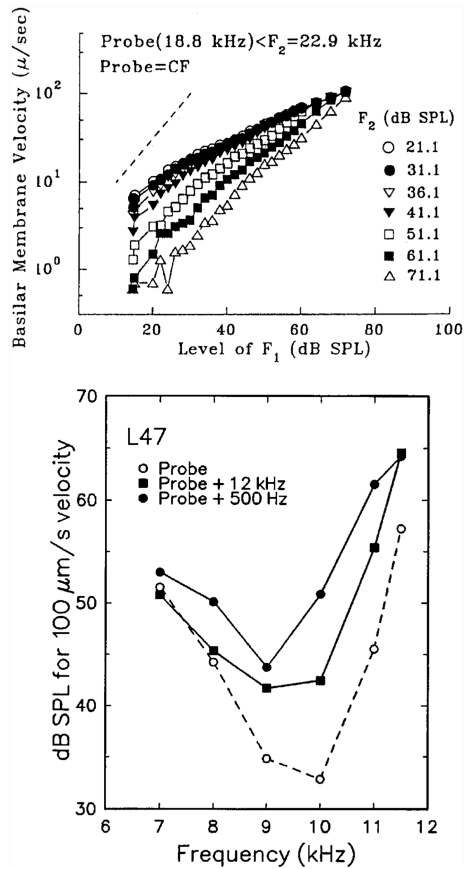 Probe(18.8 kHz)<F2=22.9 kHz
Probe=CF
Basilar Membrane Velocity (μ/sec)
10^2
10^1
10^0
F2 (dB SPL)
21.1
31.1
36.1
41.1
51.1
61.1
71.1
0 20 40 60 80 100
Level of F1 (dB SPL)
70
60
50
40
30
L47
Probe
Probe + 12 kHz
Probe + 500 Hz
dB SPL for 100 μm/s velocity
6 7 8 9 10 11 12
Frequency (kHz)